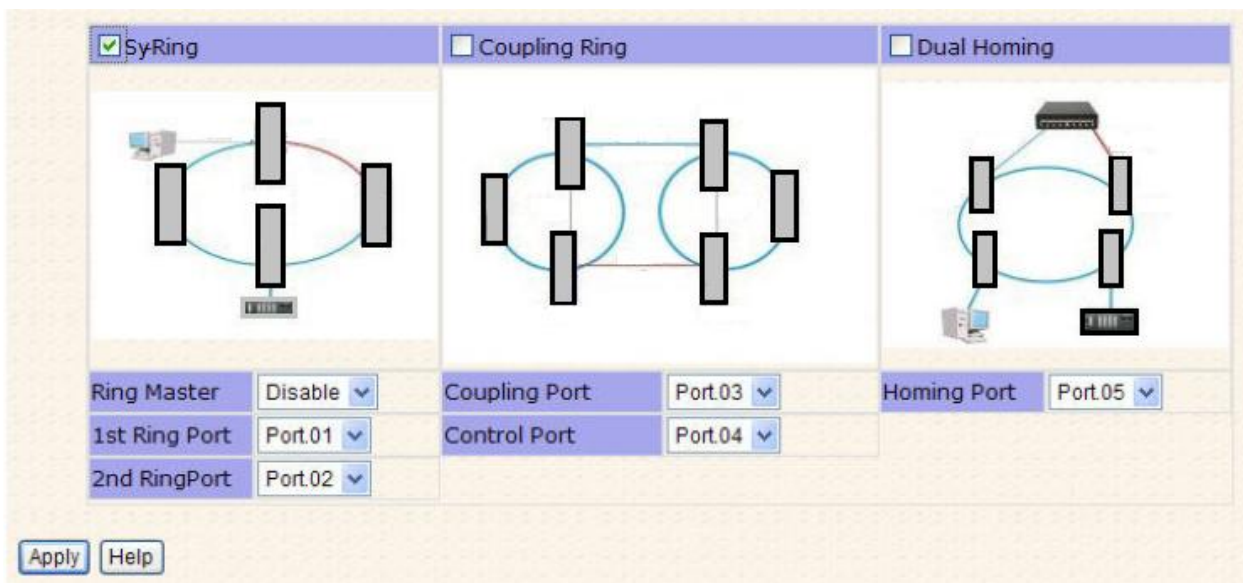 Sy-Ring
Coupling Ring
Dual Homing
Ring Master Disable
Coupling Port Port.03
Homing Port Port.05
1st Ring Port Port.01
Control Port Port.04
2nd RingPort Port.02
Apply Help